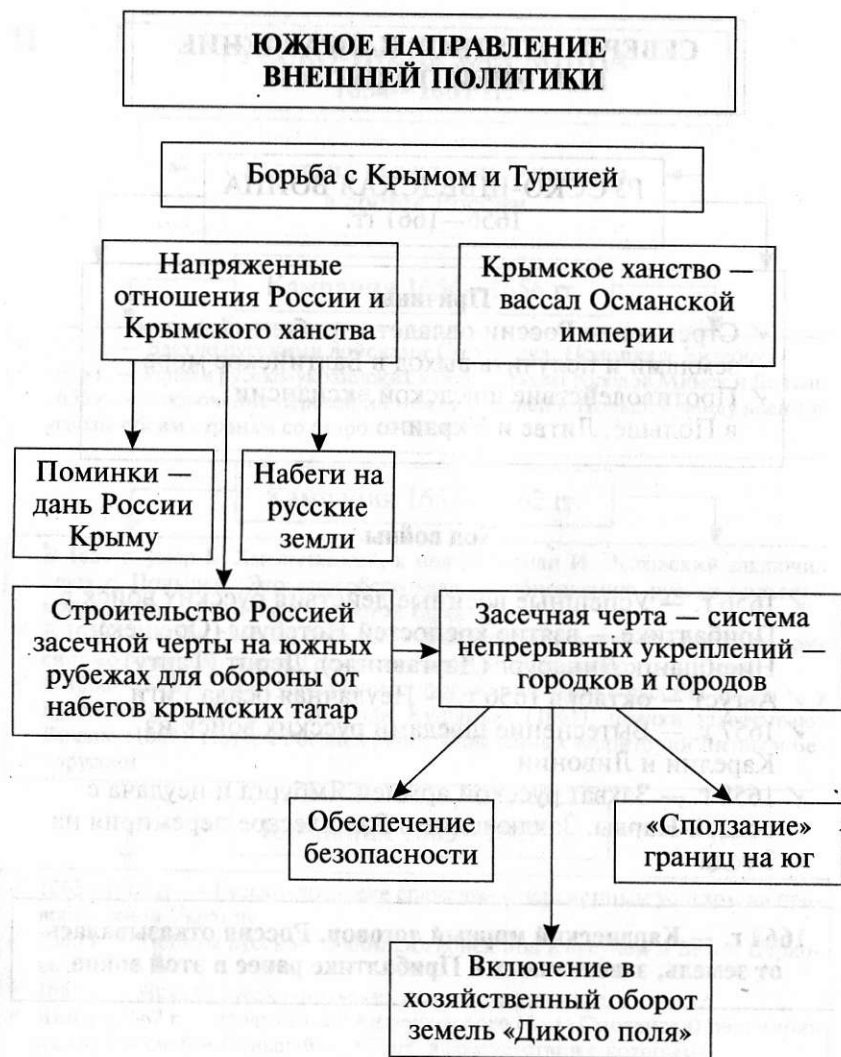 ЮЖНОЕ НАПРАВЛЕНИЕ
ВНЕШНЕЙ ПОЛИТИКИ
Борьба с Крымом и Турцией
Напряженные
отношения России и
Крымского ханства
Крымское ханство —
вассал Османской
империи
Поминки —
дань России
Крыму
Набеги на
русские
земли
Строительство Россией
засечной черты на южных
рубежах для обороны от
набегов крымских татар
Засечная черта — система
непрерывных укреплений —
городков и городов
Обеспечение
безопасности
«Сползание»
границ на юг
Включение в
хозяйственный оборот
земель «Дикого поля»